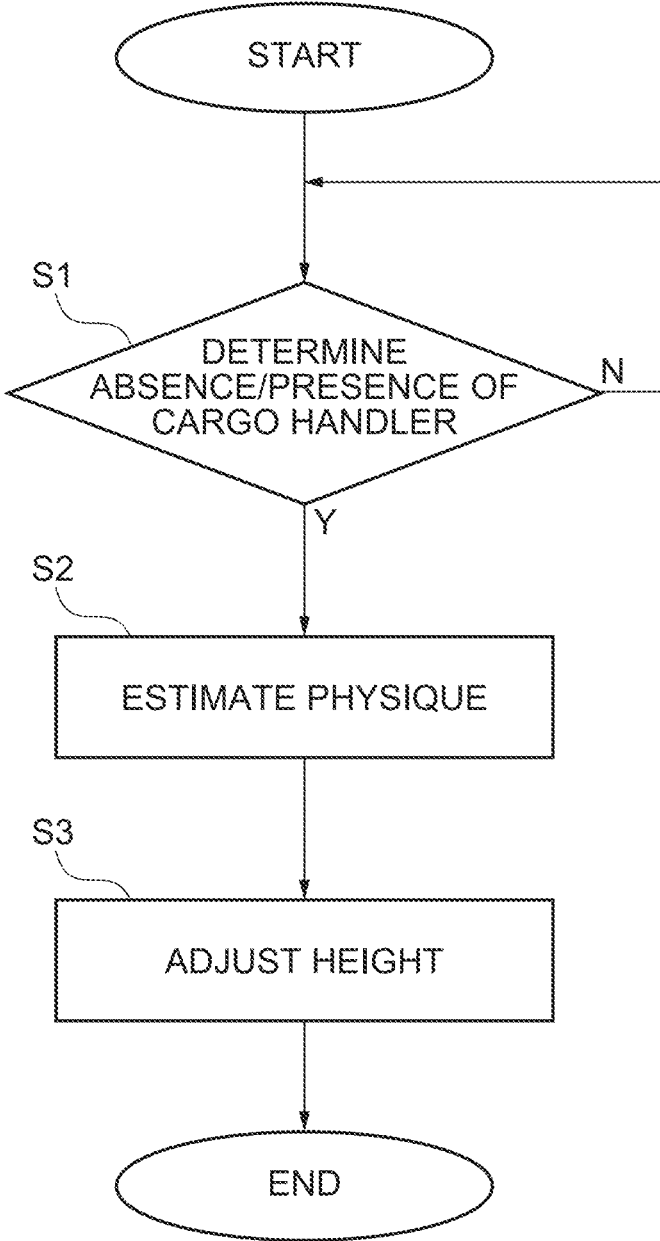 START
S1
DETERMINE
ABSENCE/PRESENCE OF
CARGO HANDLER
N
Y
S2
ESTIMATE PHYSIQUE
S3
ADJUST HEIGHT
END